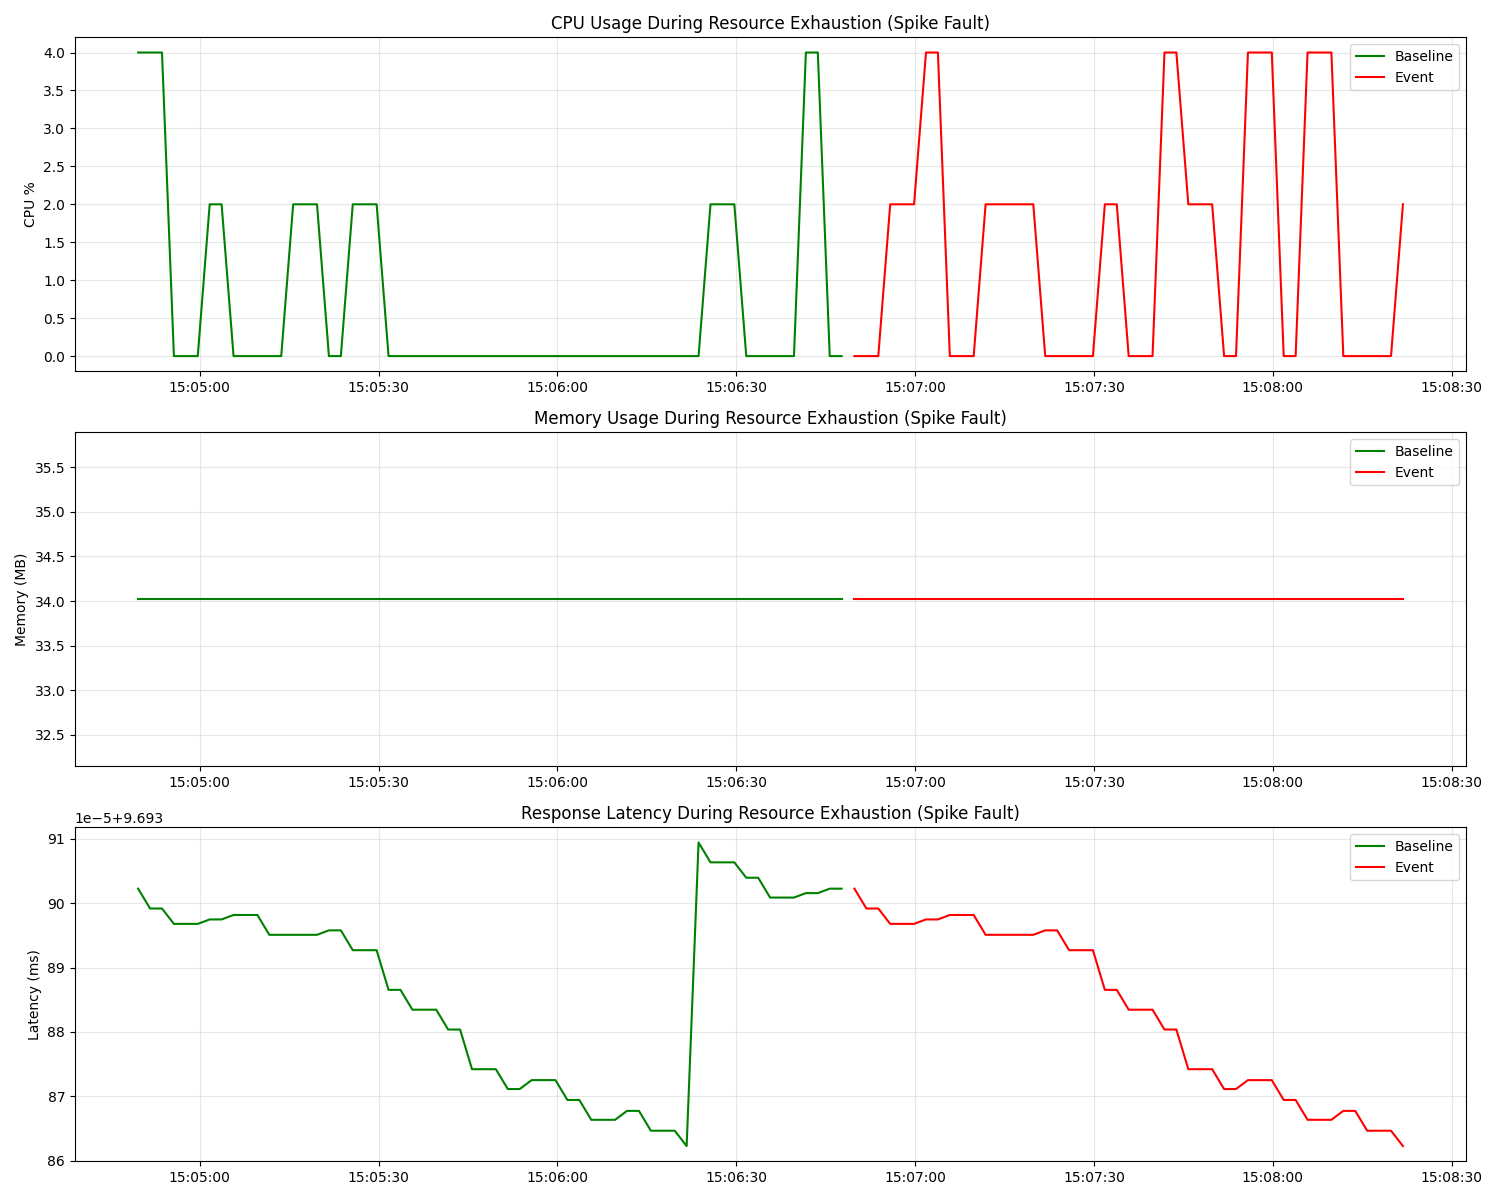 CPU Usage During Resource Exhaustion (Spike Fault)
CPU %
4.0
3.5
3.0
2.5
2.0
1.5
1.0
0.5
0.0
Baseline
Event
15:05:00 15:05:30 15:06:00 15:06:30 15:07:00 15:07:30 15:08:00 15:08:30
Memory Usage During Resource Exhaustion (Spike Fault)
Memory (MB)
35.5
35.0
34.5
34.0
33.5
33.0
32.5
Baseline
Event
15:05:00 15:05:30 15:06:00 15:06:30 15:07:00 15:07:30 15:08:00 15:08:30
Response Latency During Resource Exhaustion (Spike Fault)
1e−5+9.693
Latency (ms)
91
90
89
88
87
86
Baseline
Event
15:05:00 15:05:30 15:06:00 15:06:30 15:07:00 15:07:30 15:08:00 15:08:30